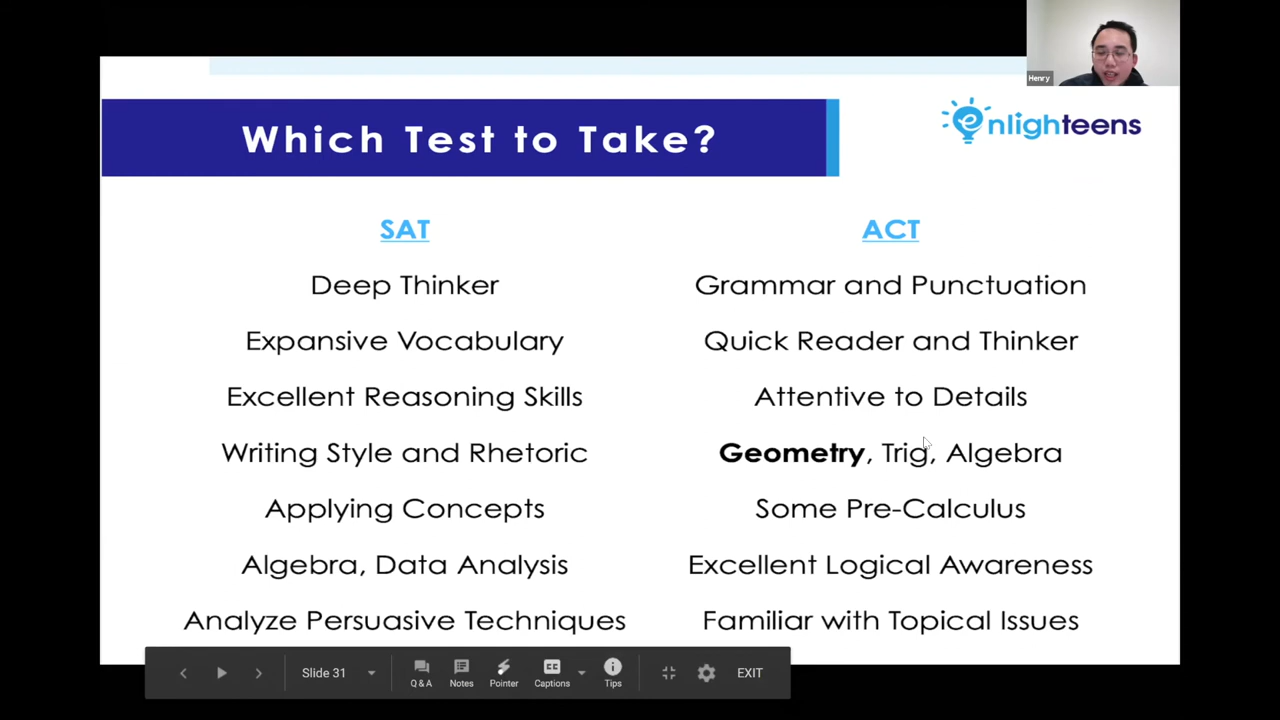 Henry
Which Test to Take?
enlighteens
SAT
Deep Thinker
Expansive Vocabulary
Excellent Reasoning Skills
Writing Style and Rhetoric
Applying Concepts
Algebra, Data Analysis
Analyze Persuasive Techniques
ACT
Grammar and Punctuation
Quick Reader and Thinker
Attentive to Details
Geometry, Trig, Algebra
Some Pre-Calculus
Excellent Logical Awareness
Familiar with Topical Issues
Slide 31
Q & A
Notes
Pointer
CC
Captions
Tips
EXIT